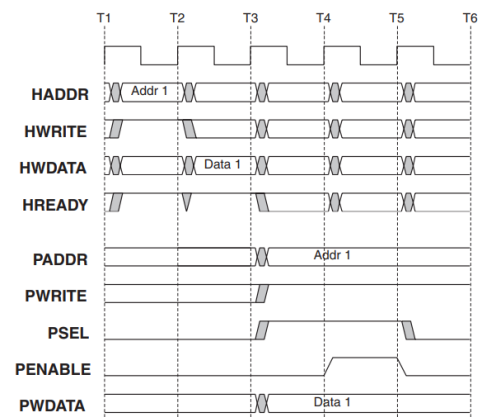 T1 T2 T3 T4 T5 T6
HADDR Addr 1
HWRITE
HWDATA Data 1
HREADY
PADDR Addr 1
PWRITE
PSEL
PENABLE
PWDATA Data 1